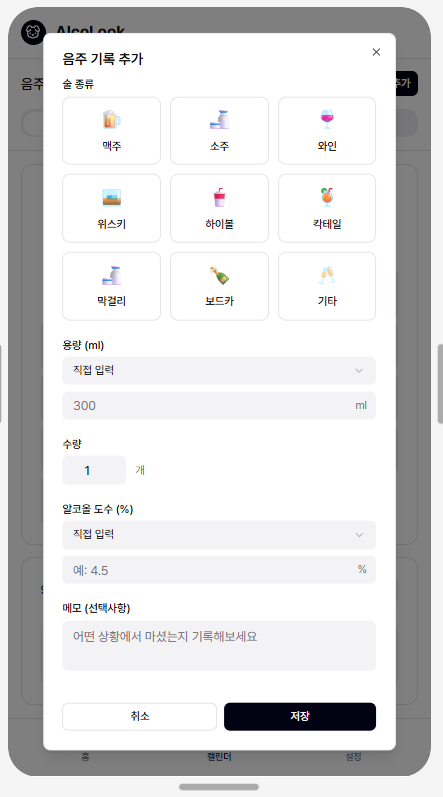 AlcoLook
음주
추가
음주 기록 추가
술 종류
맥주
소주
와인
위스키
하이볼
칵테일
막걸리
보드카
기타
용량 (ml)
직접 입력
300 ml
수량
1 개
알코올 도수 (%)
직접 입력
예: 4.5 %
메모 (선택사항)
어떤 상황에서 마셨는지 기록해보세요
취소 저장
홈 캘린더 설정